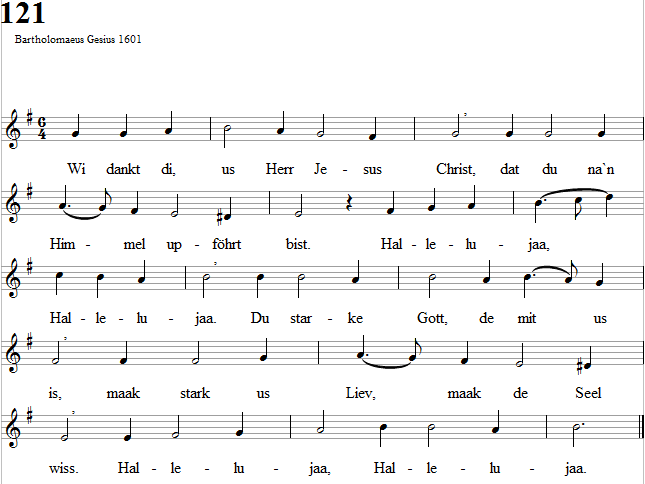 121
Bartholomaeus Gesius 1601
6
4
Wi dankt di, us Herr Je - sus Christ, dat du na`n
Him - mel up - föhrt bist. Hal - le - lu - jaa,
Hal - le - lu - jaa. Du star - ke Gott, de mit us
is, maak stark us Liev, maak de Seel
wiss. Hal - le - lu - jaa, Hal - le - lu - jaa.